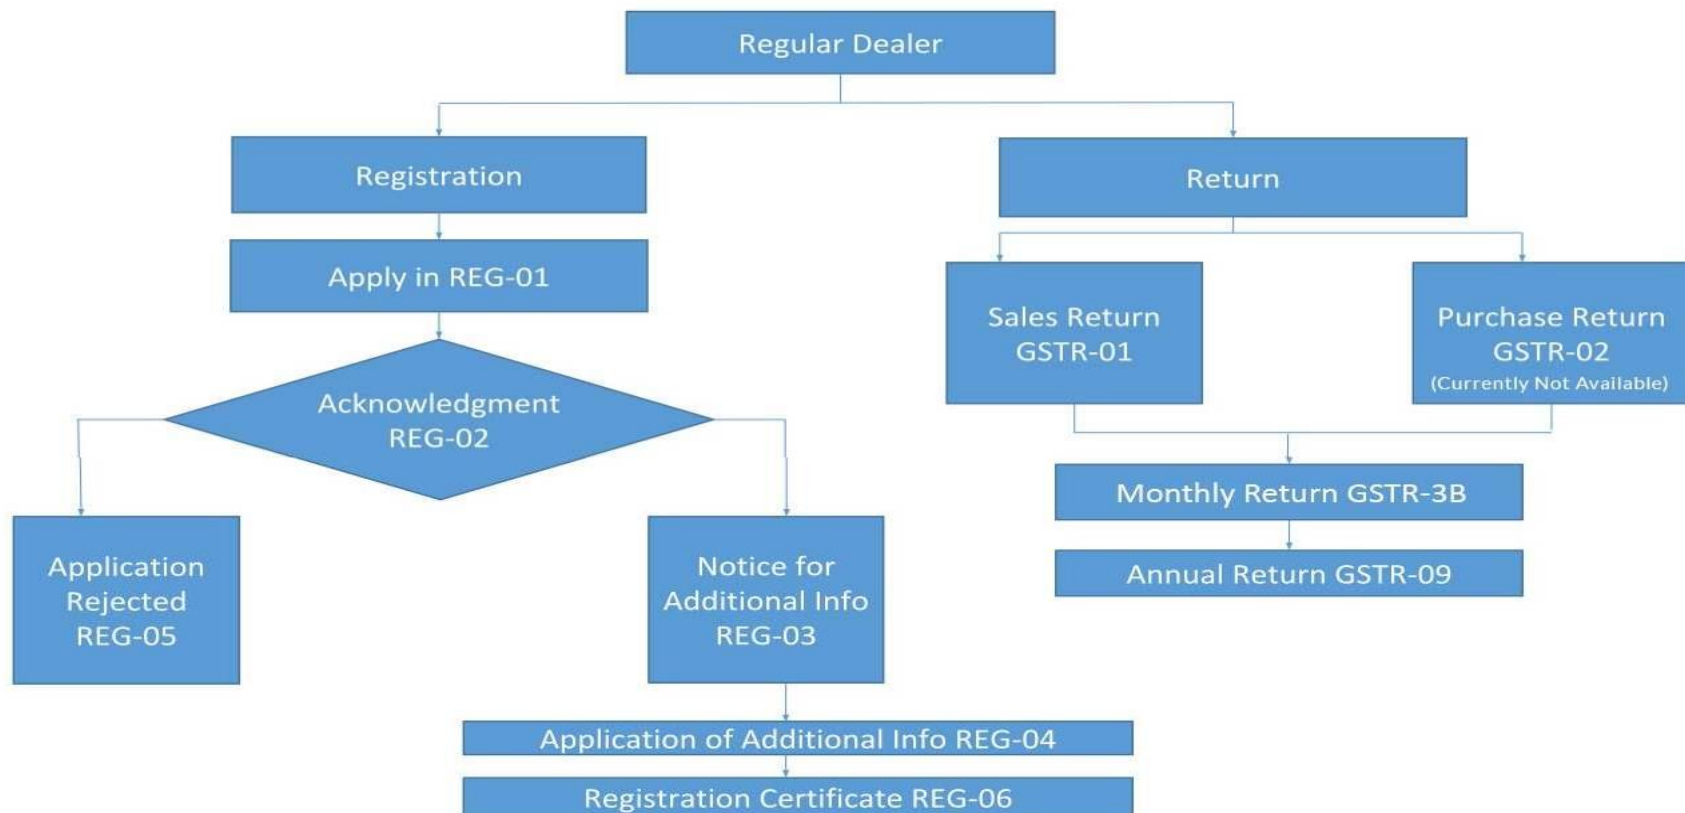 Regular Dealer
Registration
Return
Apply in REG-01
Sales Return
GSTR-01
Purchase Return
GSTR-02
(Currently Not Available)
Acknowledgment
REG-02
Monthly Return GSTR-3B
Application
Rejected
REG-05
Notice for
Additional Info
REG-03
Annual Return GSTR-09
Application of Additional Info REG-04
Registration Certificate REG-06